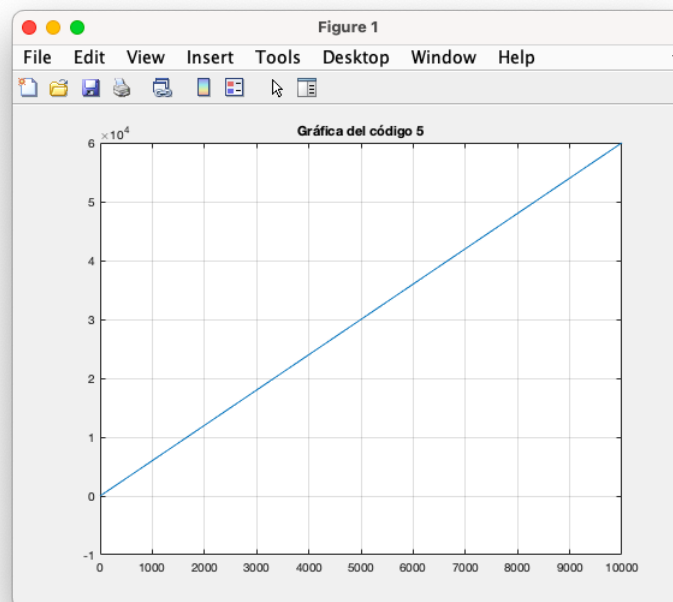 Figure 1
File Edit View Insert Tools Desktop Window Help
×10⁴
Gráfica del código 5
6
5
4
3
2
1
0
-1
0 1000 2000 3000 4000 5000 6000 7000 8000 9000 10000